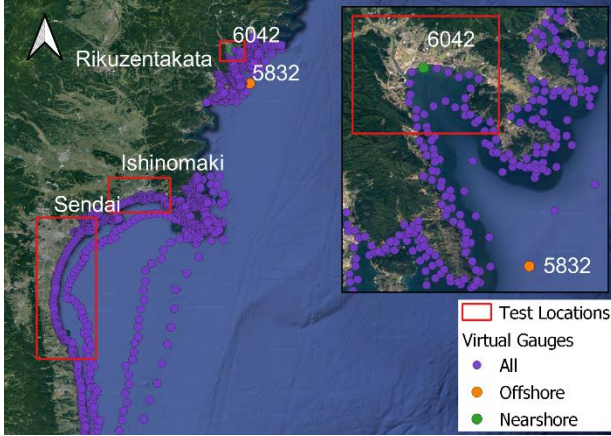 6042
Rikuzentakata
5832
Ishinomaki
Sendai
6042
5832
Test Locations
Virtual Gauges
All
Offshore
Nearshore